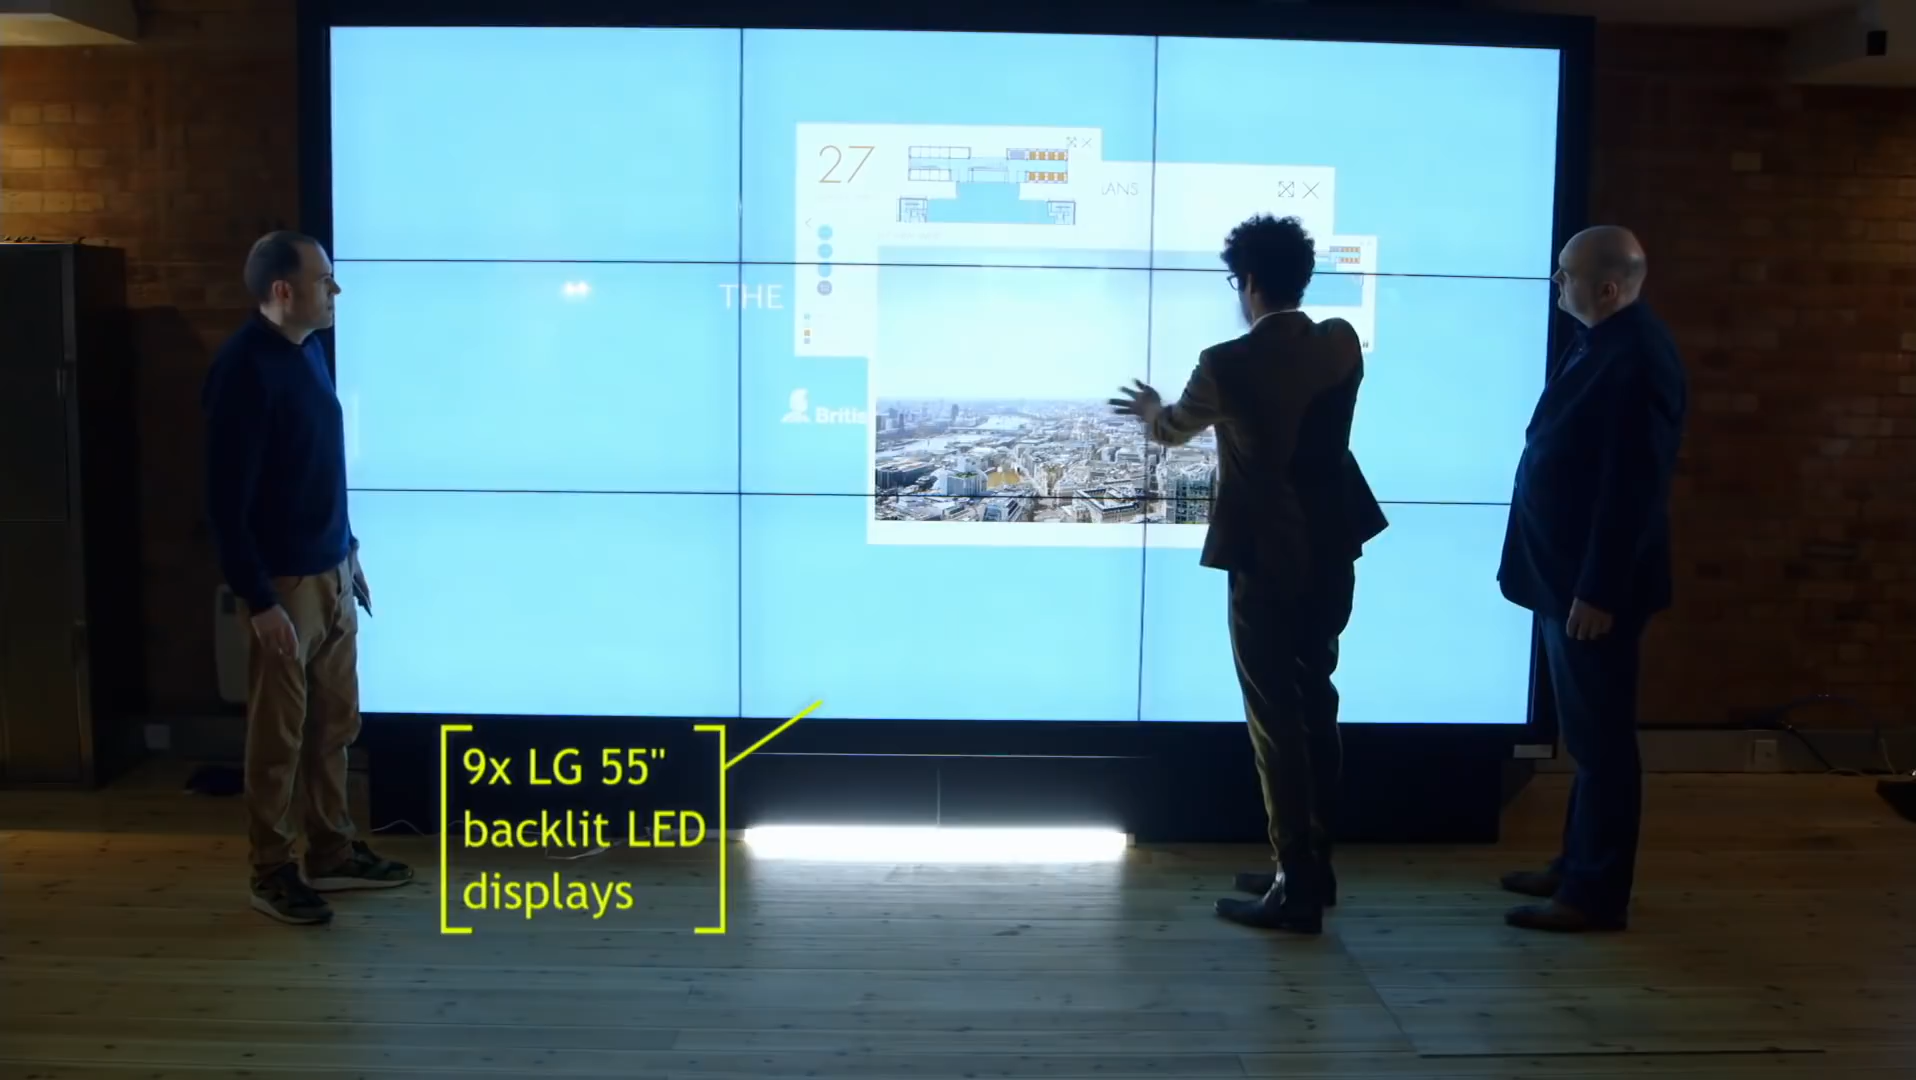 27
LANS
THE
Britis
9x LG 55"
backlit LED
displays